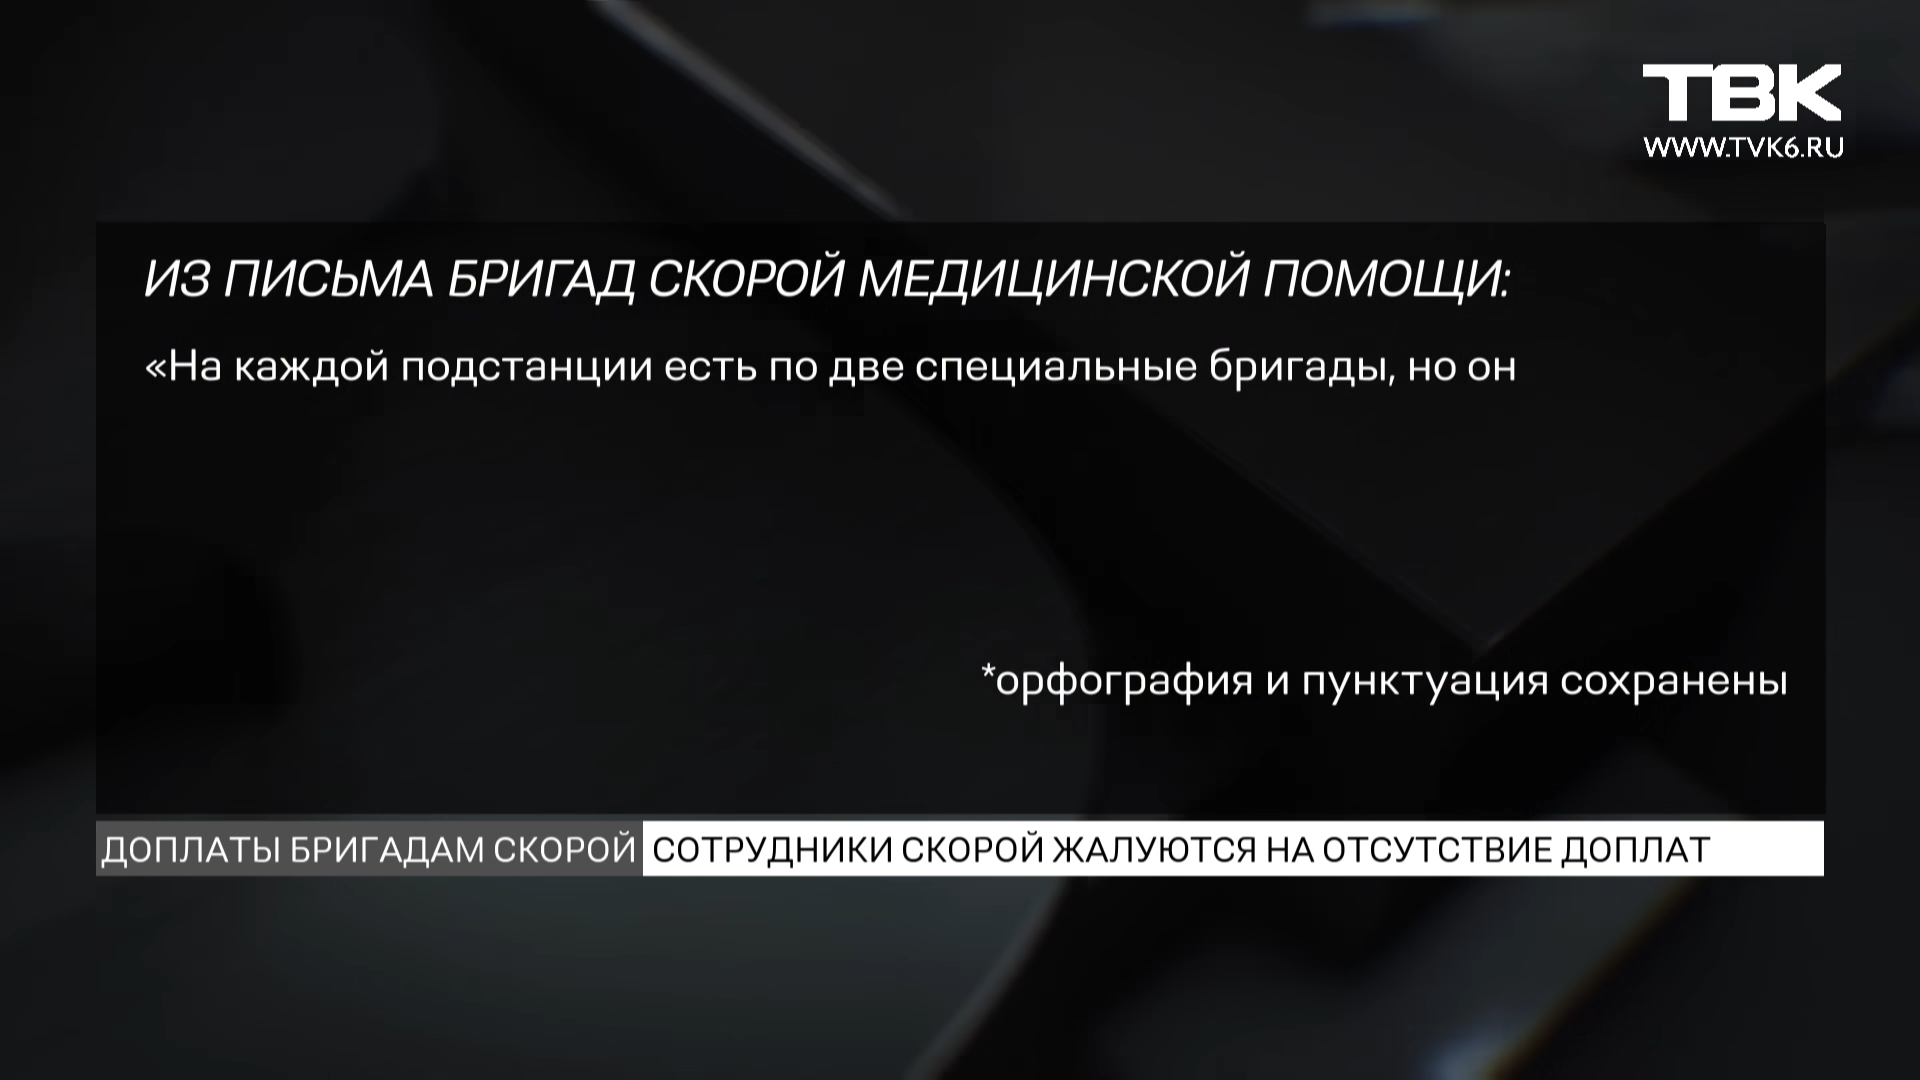 ТВК
WWW.TVK6.RU
ИЗ ПИСЬМА БРИГАД СКОРОЙ МЕДИЦИНСКОЙ ПОМОЩИ:
«На каждой подстанции есть по две специальные бригады, но он
*орфография и пунктуация сохранены
ДОПЛАТЫ БРИГАДАМ СКОРОЙ СОТРУДНИКИ СКОРОЙ ЖАЛУЮТСЯ НА ОТСУТСТВИЕ ДОПЛАТ